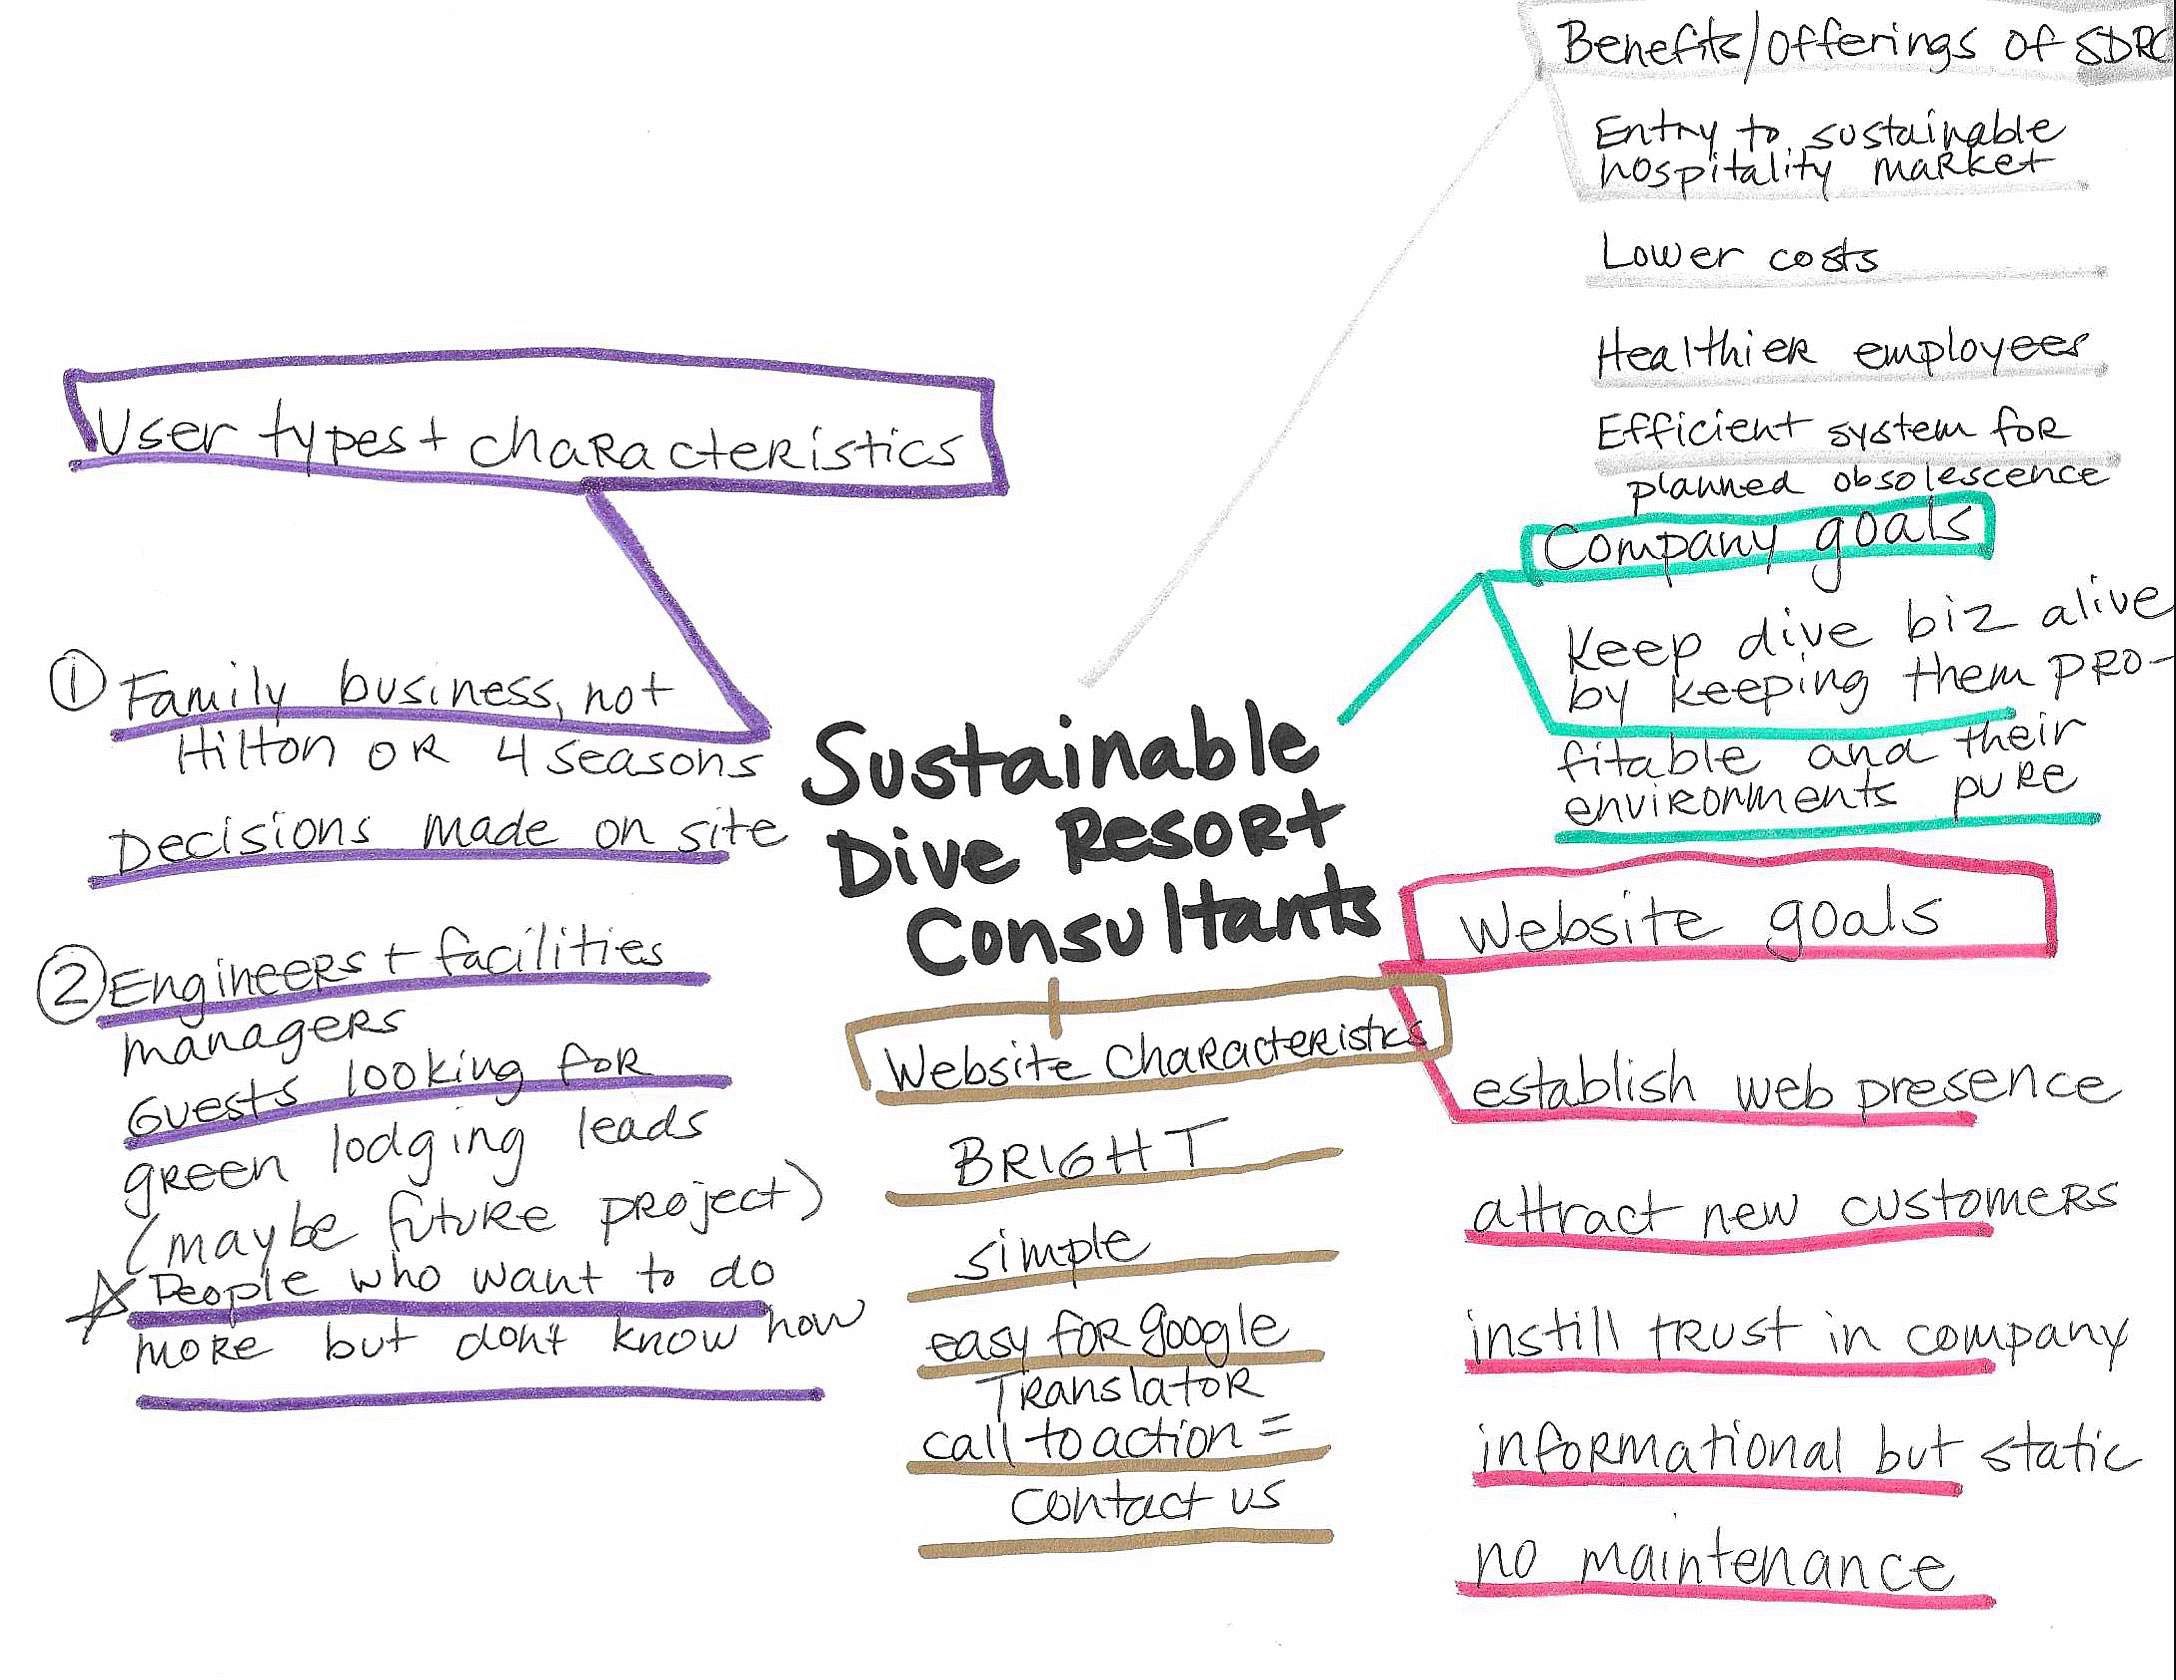 Benefits/offerings of SDRC
Entry to sustainable
hospitality market
Lower costs
Healthier employees
Efficient system for
planned obsolescence
Company goals
Keep dive biz alive
by keeping them pro-
fitable and their
environments pure
User types + characteristics
① Family business, not
Hilton or 4 seasons
Decisions made on site
② Engineers + facilities
managers
Guests looking for
green lodging leads
(maybe future project)
☆ People who want to do
more but don't know how
Sustainable
Dive Resort
Consultants
Website characteristics
BRIGHT
simple
easy for google
Translator
call to action =
contact us
Website goals
establish web presence
attract new customers
instill trust in company
informational but static
no maintenance